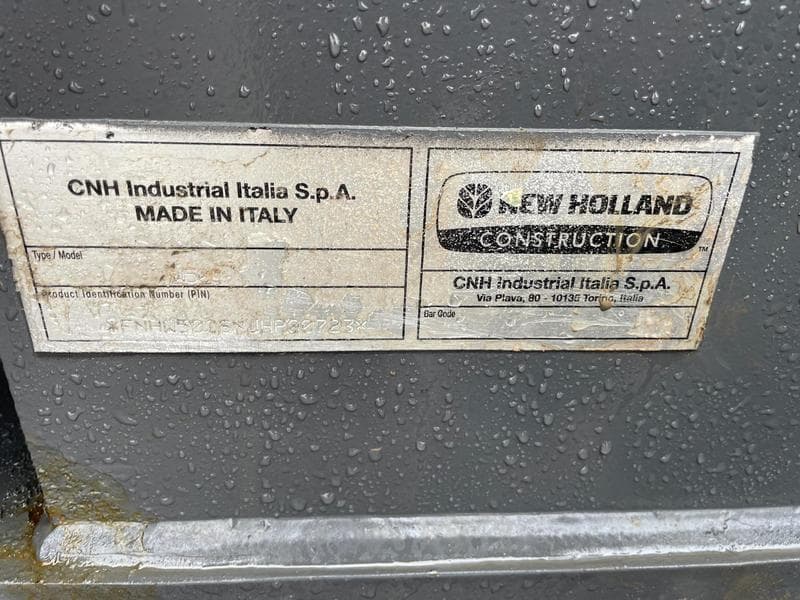 CNH Industrial Italia S.p.A.
MADE IN ITALY
Type / Model
Product Identification Number (PIN)
NEW HOLLAND
CONSTRUCTION
TM
CNH Industrial Italia S.p.A.
Via Plava, 80 - 10135 Torino, Italia
Bar Code